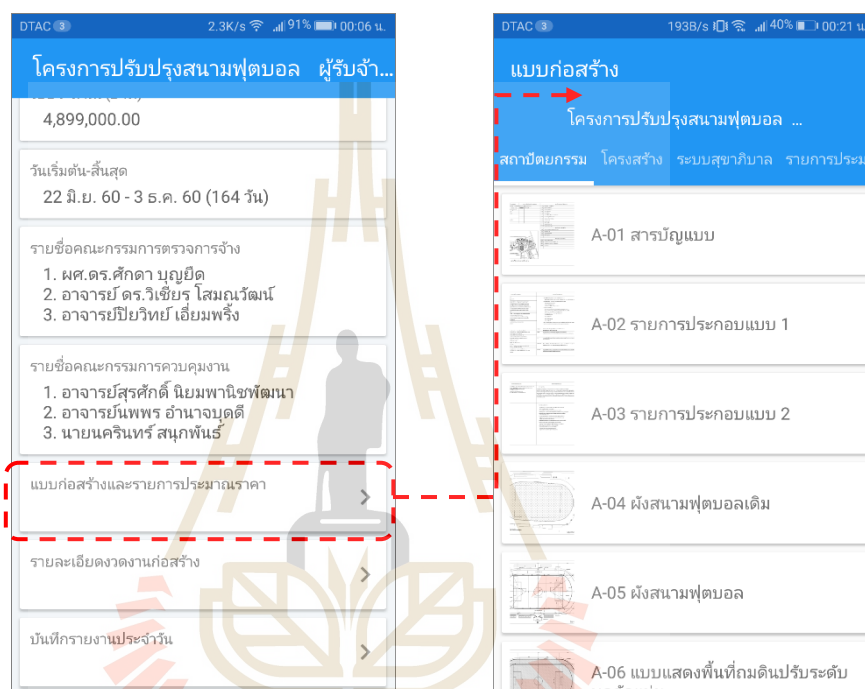 DTAC 3 2.3K/s 91% 00:06 น.
โครงการปรับปรุงสนามฟุตบอล ผู้รับจ้า...
4,899,000.00
วันเริ่มต้น-สิ้นสุด
22 มิ.ย. 60 - 3 ธ.ค. 60 (164 วัน)
รายชื่อคณะกรรมการตรวจการจ้าง
1. ผศ.ดร.ศักดา บุญยืด
2. อาจารย์ ดร.วิเชียร โสมณวัฒน์
3. อาจารย์ปิยวิทย์ เอี่ยมพริ้ง
รายชื่อคณะกรรมการควบคุมงาน
1. อาจารย์สุรศักดิ์ นิยมพานิชพัฒนา
2. อาจารย์นพพร อำนาจบุดดี
3. นายนครินทร์ สนุกพันธ์
แบบก่อสร้างและรายการประมาณราคา
รายละเอียดงวดงานก่อสร้าง
บันทึกรายงานประจำวัน
DTAC 3 193B/s 40% 00:21 น
แบบก่อสร้าง
โครงการปรับปรุงสนามฟุตบอล ...
สถาปัตยกรรม โครงสร้าง ระบบสุขาภิบาล รายการประม
A-01 สารบัญแบบ
A-02 รายการประกอบแบบ 1
A-03 รายการประกอบแบบ 2
A-04 ผังสนามฟุตบอลเดิม
A-05 ผังสนามฟุตบอล
A-06 แบบแสดงพื้นที่ถมดินปรับระดับ